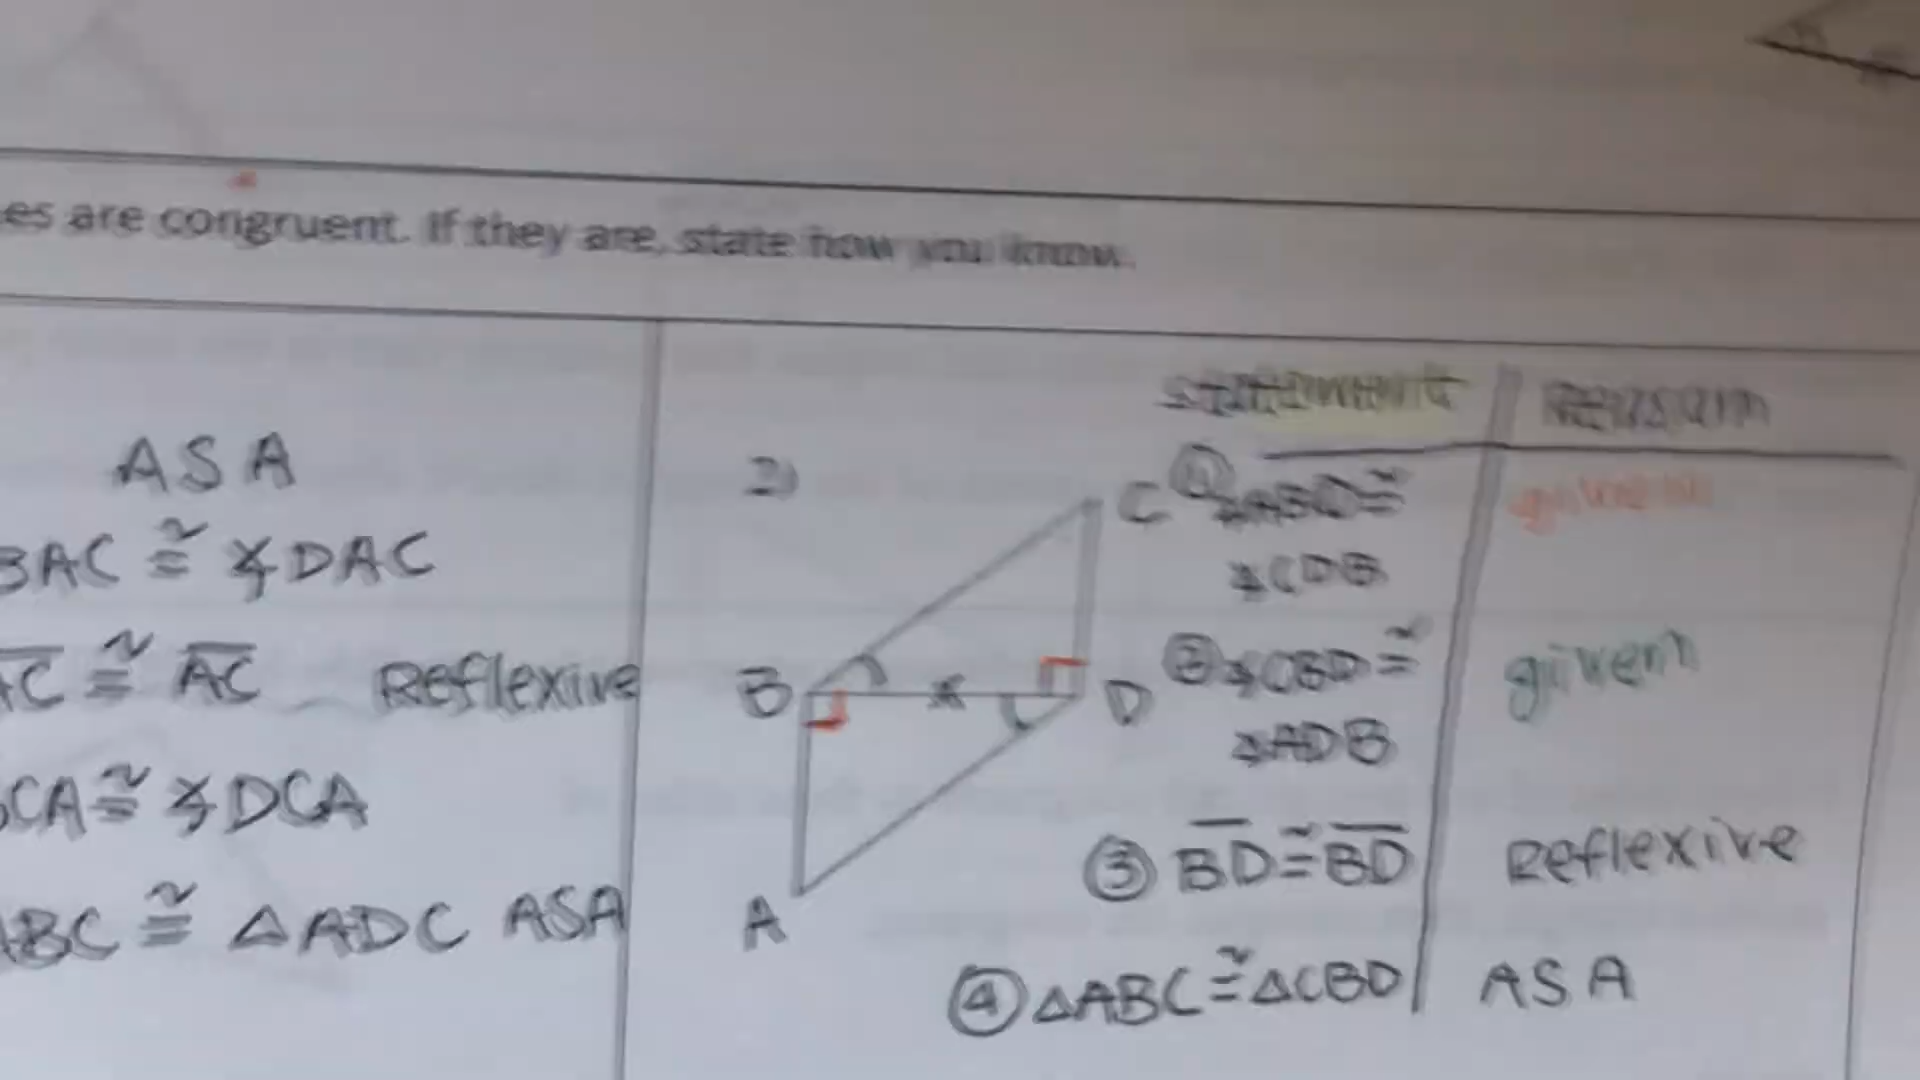 es are congruent. If they are, state how you know.
ASA
BAC ≅ ∡DAC
AC ≅ AC Reflexive
BCA ≅ ∡DCA
ABC ≅ △ADC ASA
2)
C
B
D
A
Statement Reason
① ∡ABD ≅ given
∡CDB
② ∡CBD ≅ given
∡ADB
③ BD ≅ BD Reflexive
④ △ABC ≅ △CBD ASA